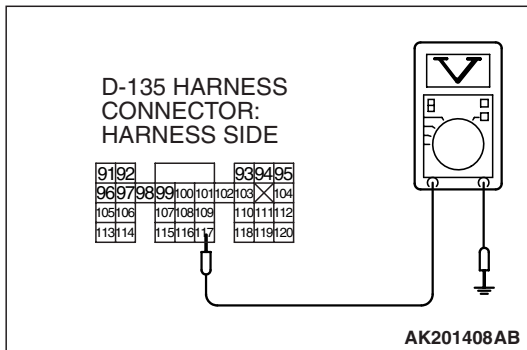 D-135 HARNESS
CONNECTOR:
HARNESS SIDE
V
91 92 93 94 95
96 97 98 99 100 101 102 103 104
105 106 107 108 109 110 111 112
113 114 115 116 117 118 119 120
AK201408AB